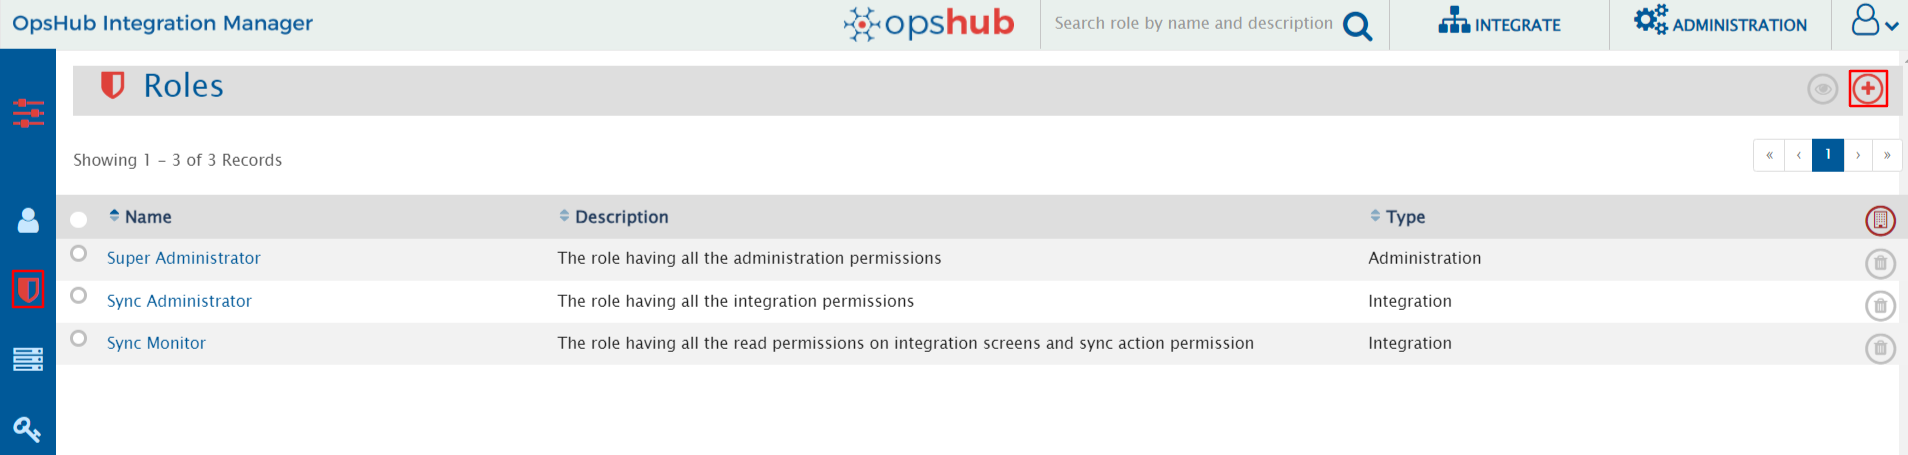 OpsHub Integration Manager
opshub
Search role by name and description
INTEGRATE
ADMINISTRATION
Roles
Showing 1 – 3 of 3 Records
« ‹ 1 › »
Name Description Type
Super Administrator The role having all the administration permissions Administration
Sync Administrator The role having all the integration permissions Integration
Sync Monitor The role having all the read permissions on integration screens and sync action permission Integration